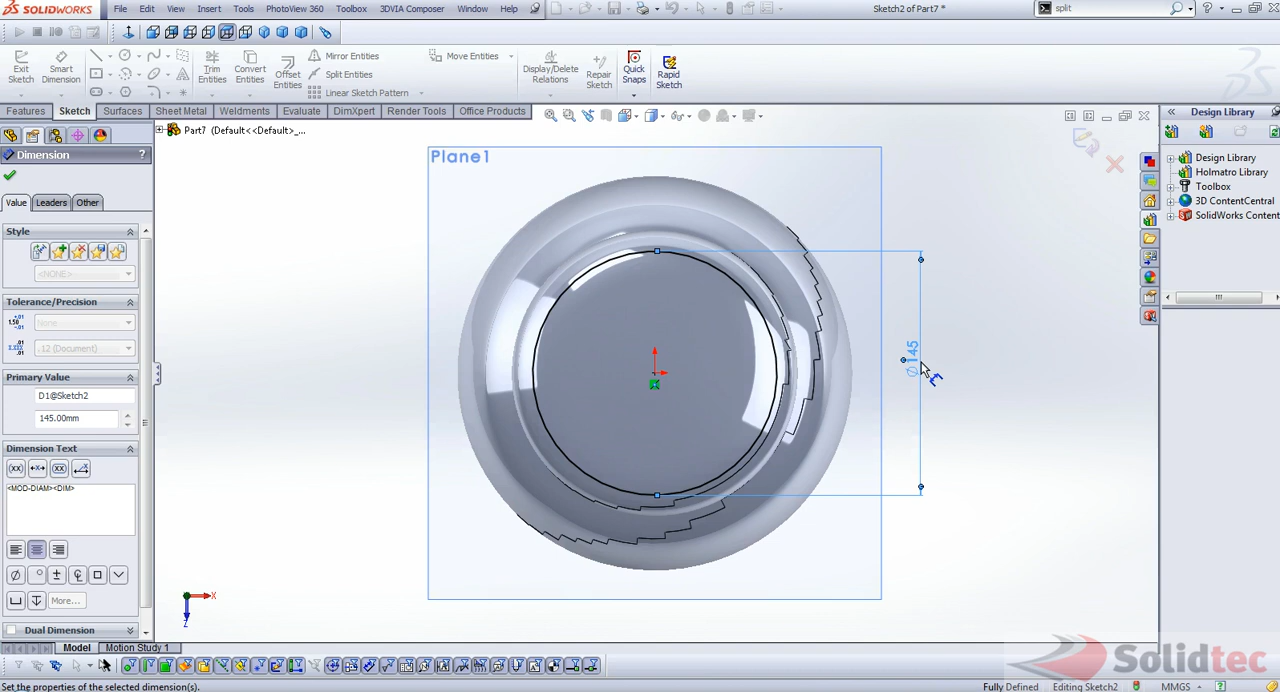 SOLIDWORKS File Edit View Insert Tools PhotoView 360 Toolbox 3DVIA Composer Window Help Sketch2 of Part7 * split
Exit Sketch Smart Dimension Trim Entities Convert Entities Offset Entities Mirror Entities Split Entities Linear Sketch Pattern Move Entities Display/Delete Relations Repair Sketch Quick Snaps Rapid Sketch
Features Sketch Surfaces Sheet Metal Weldments Evaluate DimXpert Render Tools Office Products
Design Library
Part7 (Default<<Default>_...
Dimension ?
Plane1
Design Library
Holmatro Library
Toolbox
3D ContentCentral
SolidWorks Conten
Value Leaders Other
Style
<NONE>
Tolerance/Precision
None
.12 (Document)
Primary Value
D1@Sketch2
145.00mm
Dimension Text
(xx) (xx)
<MOD-DIAM><DIM>
More...
Dual Dimension
∅145
X
Z
Model Motion Study 1
Solidtec
Set the properties of the selected dimension(s). Fully Defined Editing Sketch2 MMGS